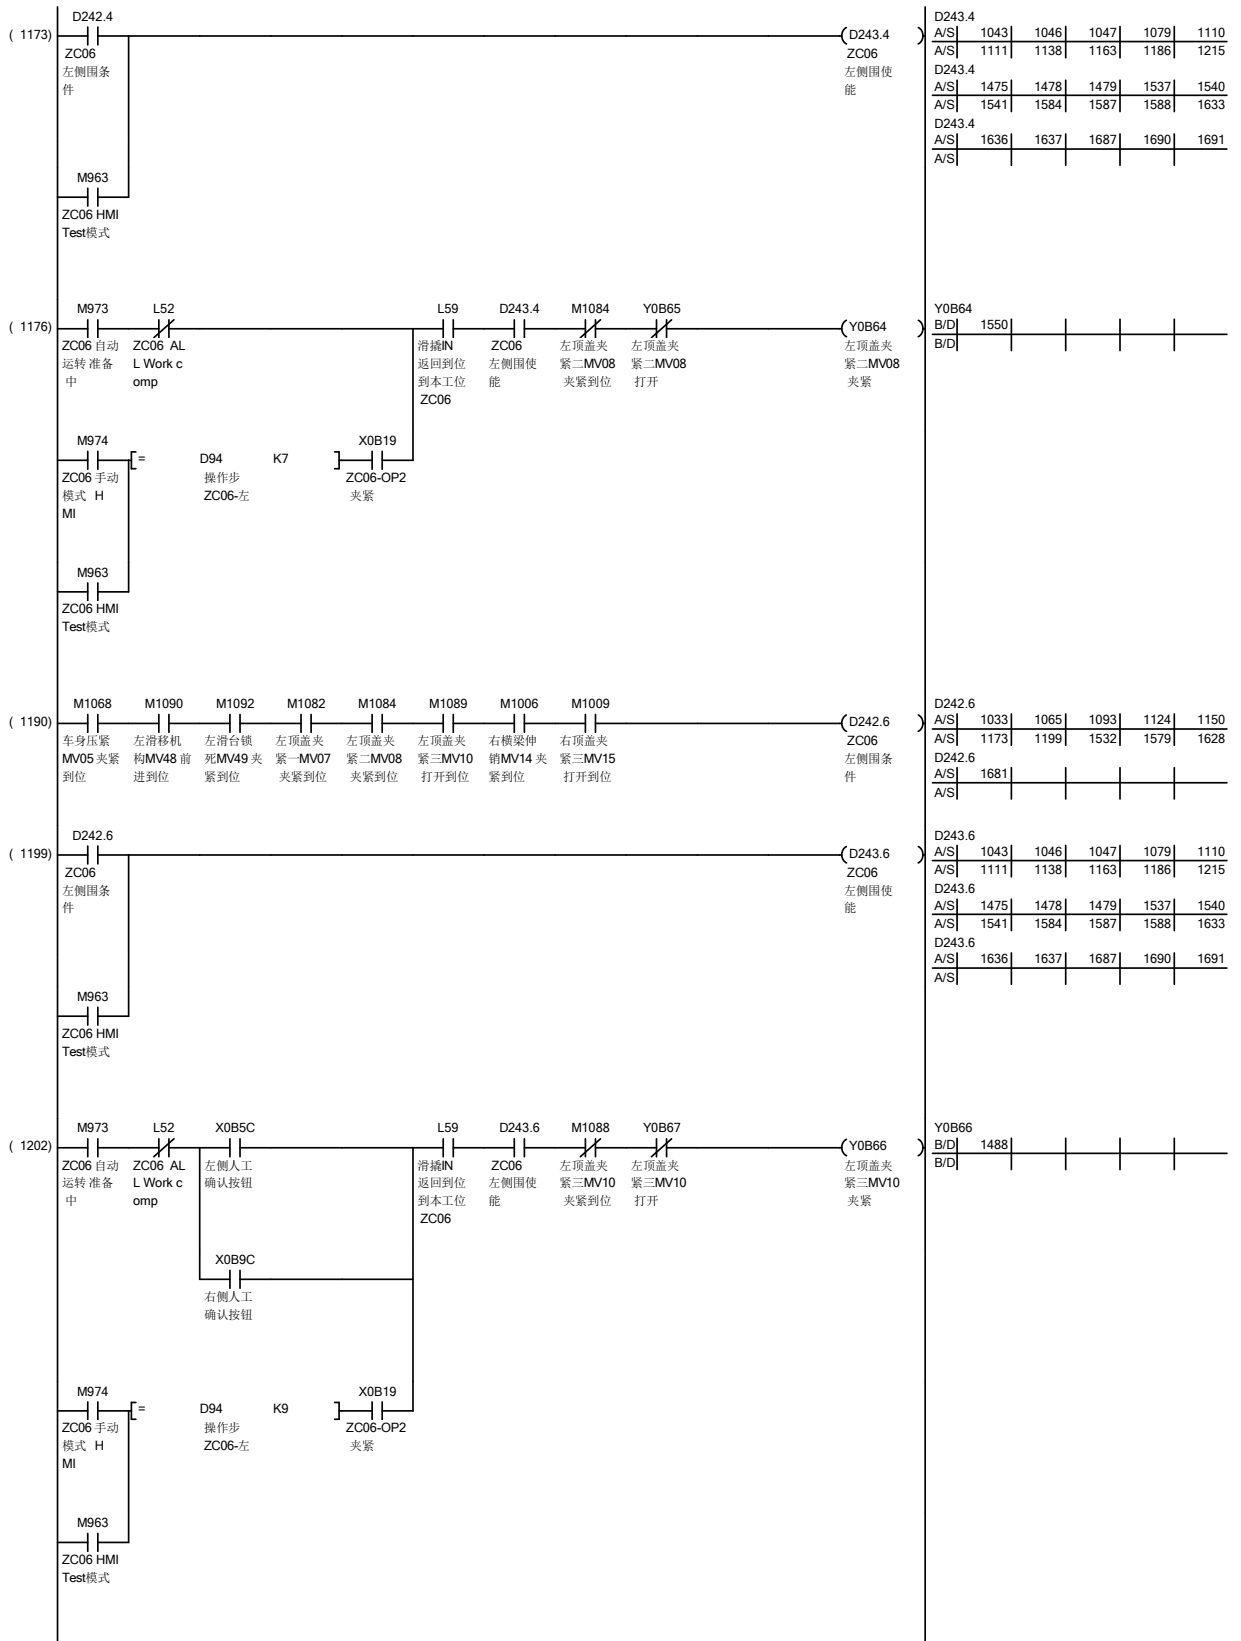 D242.4
( 1173)
ZC06
左侧围条
件
D243.4
ZC06
左侧围使
能
D243.4
A/S 1043 1046 1047 1079 1110
A/S 1111 1138 1163 1186 1215
D243.4
A/S 1475 1478 1479 1537 1540
A/S 1541 1584 1587 1588 1633
D243.4
A/S 1636 1637 1687 1690 1691
A/S
M963
ZC06 HMI
Test模式
( 1176)
M973
ZC06 自动
运转 准备
中
L52
ZC06 AL
L Work c
omp
L59
滑撬IN
返回到位
到本工位
ZC06
D243.4
ZC06
左侧围使
能
M1084
左顶盖夹
紧二MV08
夹紧到位
Y0B65
左顶盖夹
紧二MV08
打开
Y0B64
左顶盖夹
紧二MV08
夹紧
Y0B64
B/D 1550
B/D
M974
ZC06 手动
模式 H
MI
= D94 K7
操作步
ZC06-左
X0B19
ZC06-OP2
夹紧
M963
ZC06 HMI
Test模式
( 1190)
M1068
车身压紧
MV05 夹紧
到位
M1090
左滑移机
构MV48 前
进到位
M1092
左滑台锁
死MV49 夹
紧到位
M1082
左顶盖夹
紧一MV07
夹紧到位
M1084
左顶盖夹
紧二MV08
夹紧到位
M1089
左顶盖夹
紧三MV10
打开到位
M1006
右横梁伸
销MV14 夹
紧到位
M1009
右顶盖夹
紧三MV15
打开到位
D242.6
ZC06
左侧围条
件
D242.6
A/S 1033 1065 1093 1124 1150
A/S 1173 1199 1532 1579 1628
D242.6
A/S 1681
A/S
( 1199)
D242.6
ZC06
左侧围条
件
D243.6
ZC06
左侧围使
能
D243.6
A/S 1043 1046 1047 1079 1110
A/S 1111 1138 1163 1186 1215
D243.6
A/S 1475 1478 1479 1537 1540
A/S 1541 1584 1587 1588 1633
D243.6
A/S 1636 1637 1687 1690 1691
A/S
M963
ZC06 HMI
Test模式
( 1202)
M973
ZC06 自动
运转 准备
中
L52
ZC06 AL
L Work c
omp
X0B5C
左侧人工
确认按钮
L59
滑撬IN
返回到位
到本工位
ZC06
D243.6
ZC06
左侧围使
能
M1088
左顶盖夹
紧三MV10
夹紧到位
Y0B67
左顶盖夹
紧三MV10
打开
Y0B66
左顶盖夹
紧三MV10
夹紧
Y0B66
B/D 1488
B/D
X0B9C
右侧人工
确认按钮
M974
ZC06 手动
模式 H
MI
= D94 K9
操作步
ZC06-左
X0B19
ZC06-OP2
夹紧
M963
ZC06 HMI
Test模式